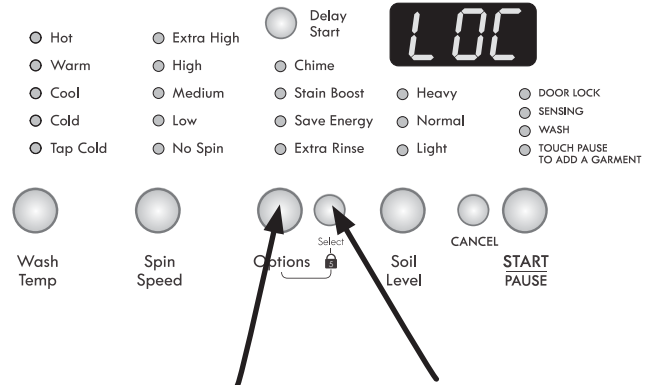 Delay
Start
LOC
Hot
Warm
Cool
Cold
Tap Cold
Extra High
High
Medium
Low
No Spin
Chime
Stain Boost
Save Energy
Extra Rinse
Heavy
Normal
Light
DOOR LOCK
SENSING
WASH
TOUCH PAUSE
TO ADD A GARMENT
Wash
Temp
Spin
Speed
Options
Select
Soil
Level
CANCEL
START
PAUSE